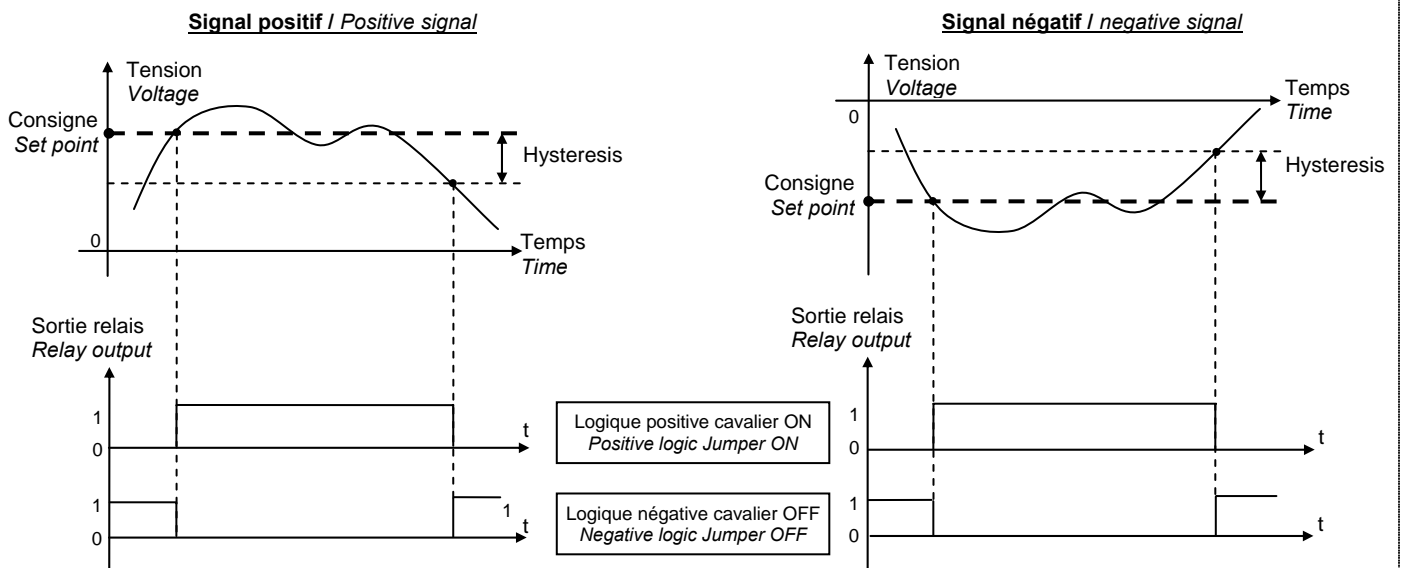 Signal positif / Positive signal
Tension
Voltage
Consigne
Set point
Hysteresis
0
Temps
Time
Sortie relais
Relay output
1
0
t
1
0
1
t
Logique positive cavalier ON
Positive logic Jumper ON
Logique négative cavalier OFF
Negative logic Jumper OFF
Signal négatif / negative signal
Tension
Voltage
Temps
Time
0
Hysteresis
Consigne
Set point
Sortie relais
Relay output
1
0
t
1
0
t